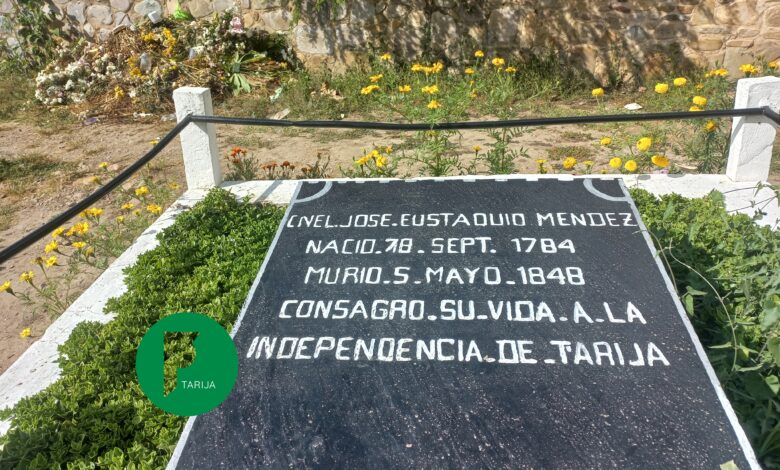 CNEL.JOSE.EUSTAQUIO MENDEZ
NACIO.18.SEPT. 1784
MURIO.5.MAYO.1848
CONSAGRO.SU.VIDA.A.LA
INDEPENDENCIA.DE.TARIJA
TARIJA